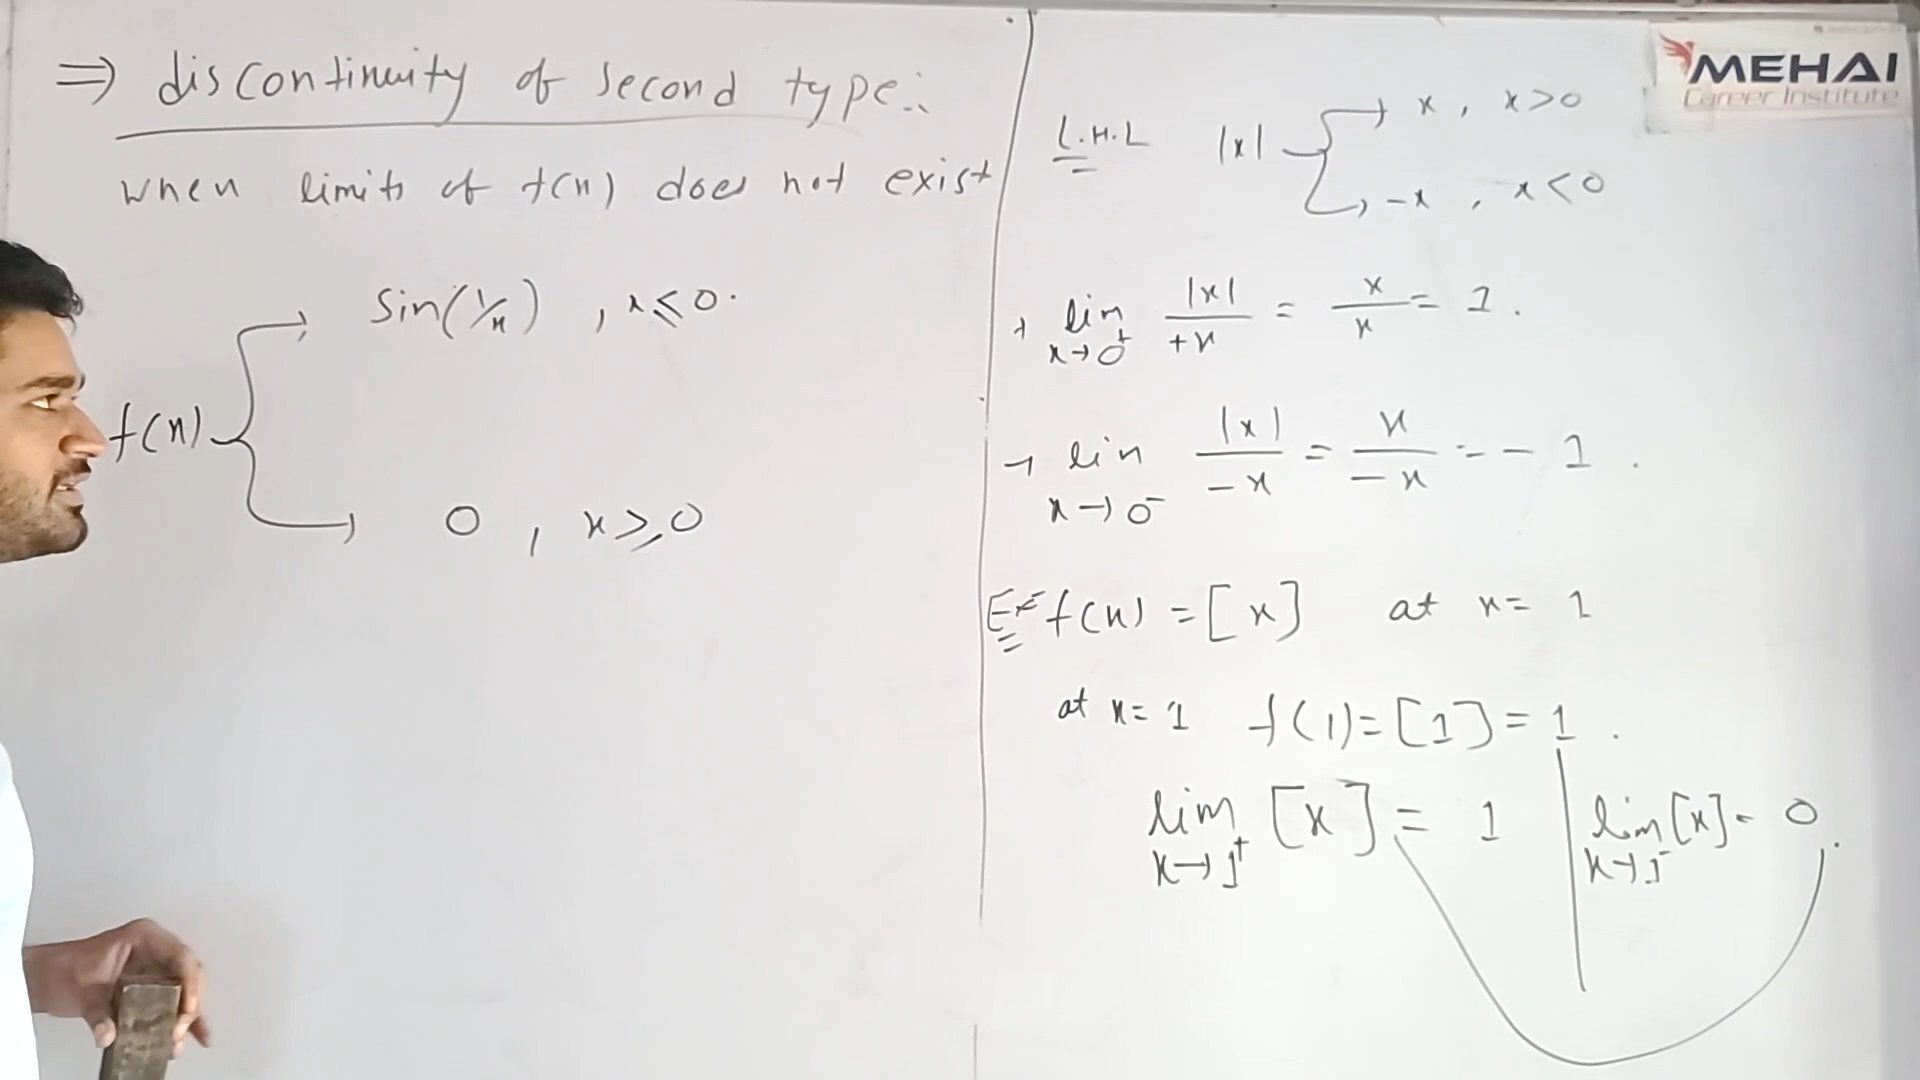 ⇒ discontinuity of second type:
when limits of f(x) does not exist
sin(1/x) , x ≤ 0.
f(x)
0 , x ≥ 0
MEHAI
Career Institute
L.H.L |x| → x , x > 0
→ -x , x < 0
→ lim x→0⁺ |x|/+x = x/x = 1.
→ lim x→0⁻ |x|/-x = x/-x = -1.
Ex f(x) = [x] at x = 1
at x = 1 f(1) = [1] = 1.
lim x→1⁺ [x] = 1 | lim x→1⁻ [x] = 0.